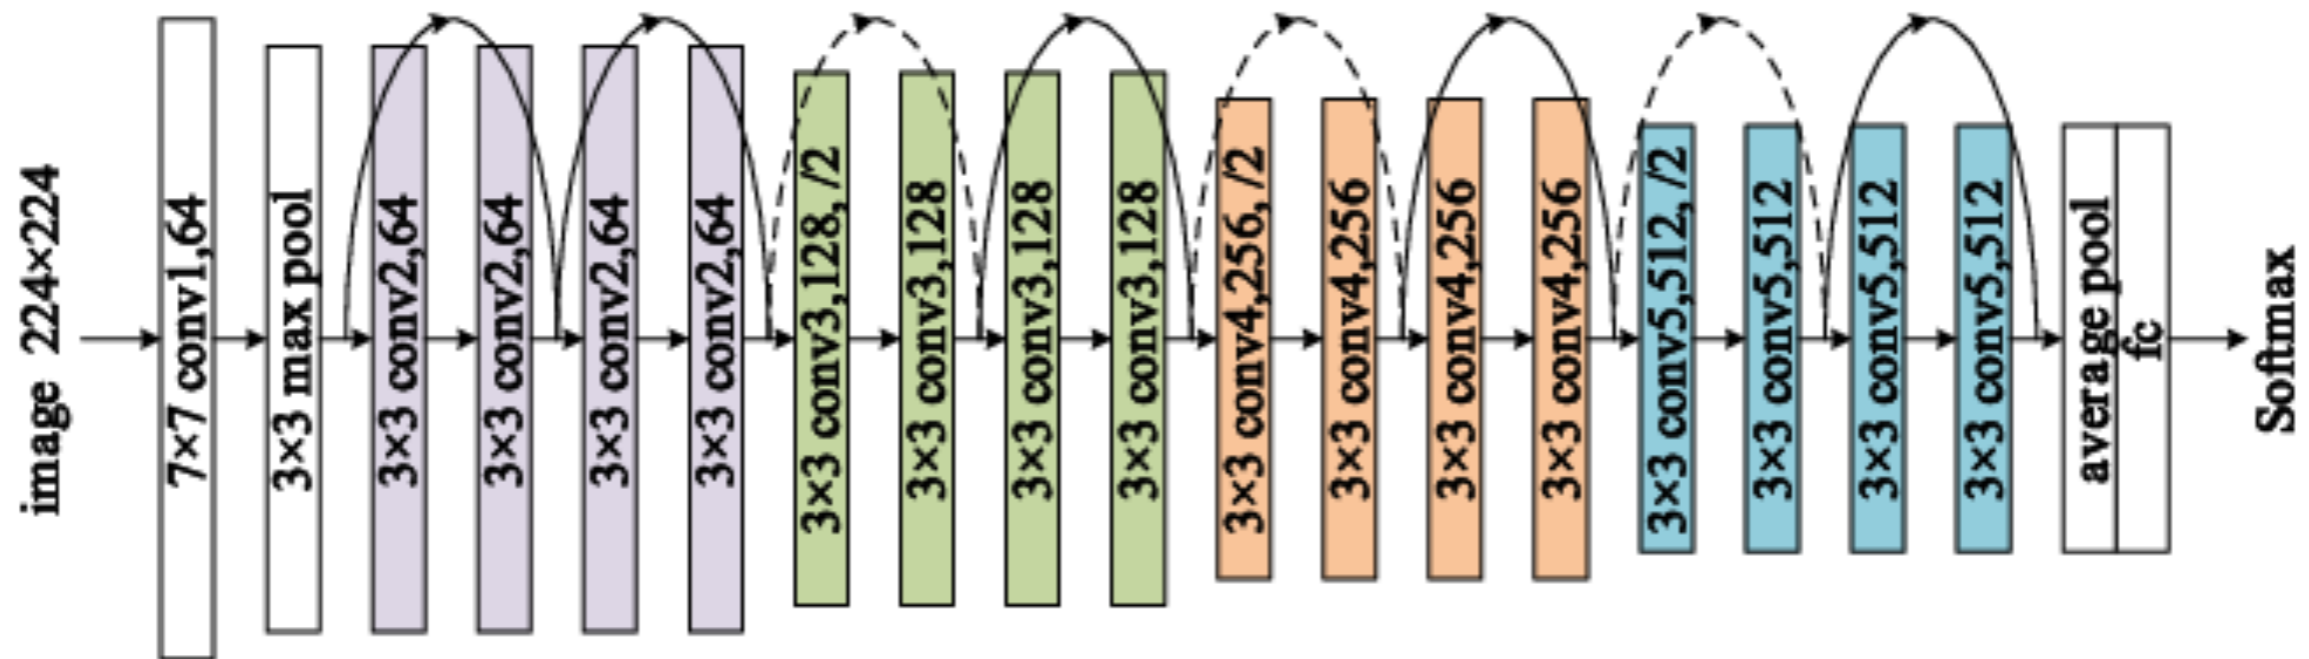 image 224×224
7×7 conv1,64
3×3 max pool
3×3 conv2,64
3×3 conv2,64
3×3 conv2,64
3×3 conv2,64
3×3 conv3,128, /2
3×3 conv3,128
3×3 conv3,128
3×3 conv3,128
3×3 conv4,256, /2
3×3 conv4,256
3×3 conv4,256
3×3 conv4,256
3×3 conv5,512, /2
3×3 conv5,512
3×3 conv5,512
3×3 conv5,512
average pool
fc
Softmax